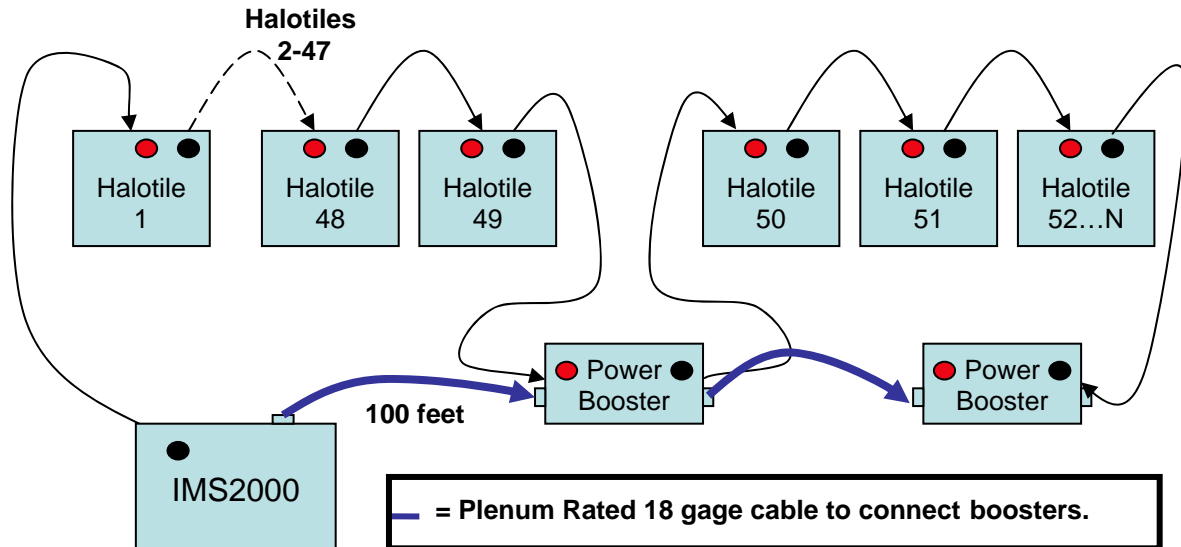 Halotiles
2-47
Halotile
1
Halotile
48
Halotile
49
Halotile
50
Halotile
51
Halotile
52…N
Power
Booster
Power
Booster
100 feet
IMS2000
= Plenum Rated 18 gage cable to connect boosters.